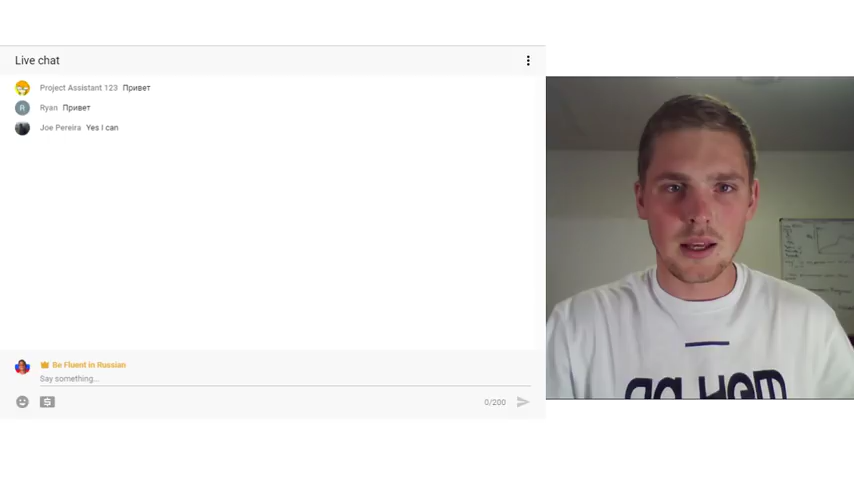 Live chat
Project Assistant 123 Привет
R Ryan Привет
Joe Pereira Yes I can
Be Fluent in Russian
Say something...
0/200